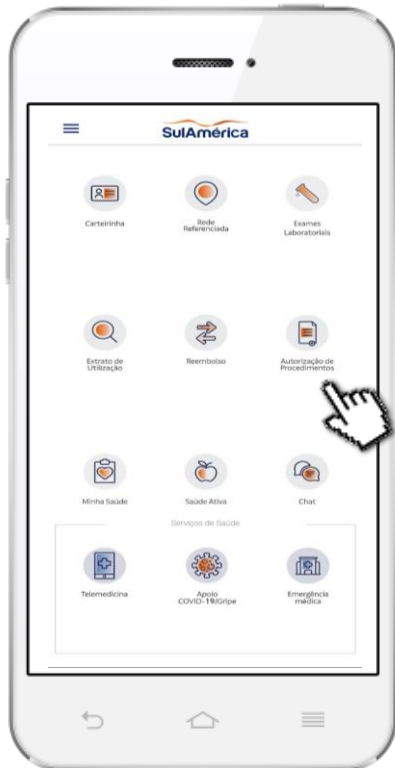 SulAmérica
Carteirinha
Rede
Referenciada
Exames
Laboratoriais
Extrato de
Utilização
Reembolso
Autorização de
Procedimentos
Minha Saúde
Saúde Ativa
Chat
Serviços de Saúde
Telemedicina
Apoio
COVID-19/Gripe
Emergência
médica